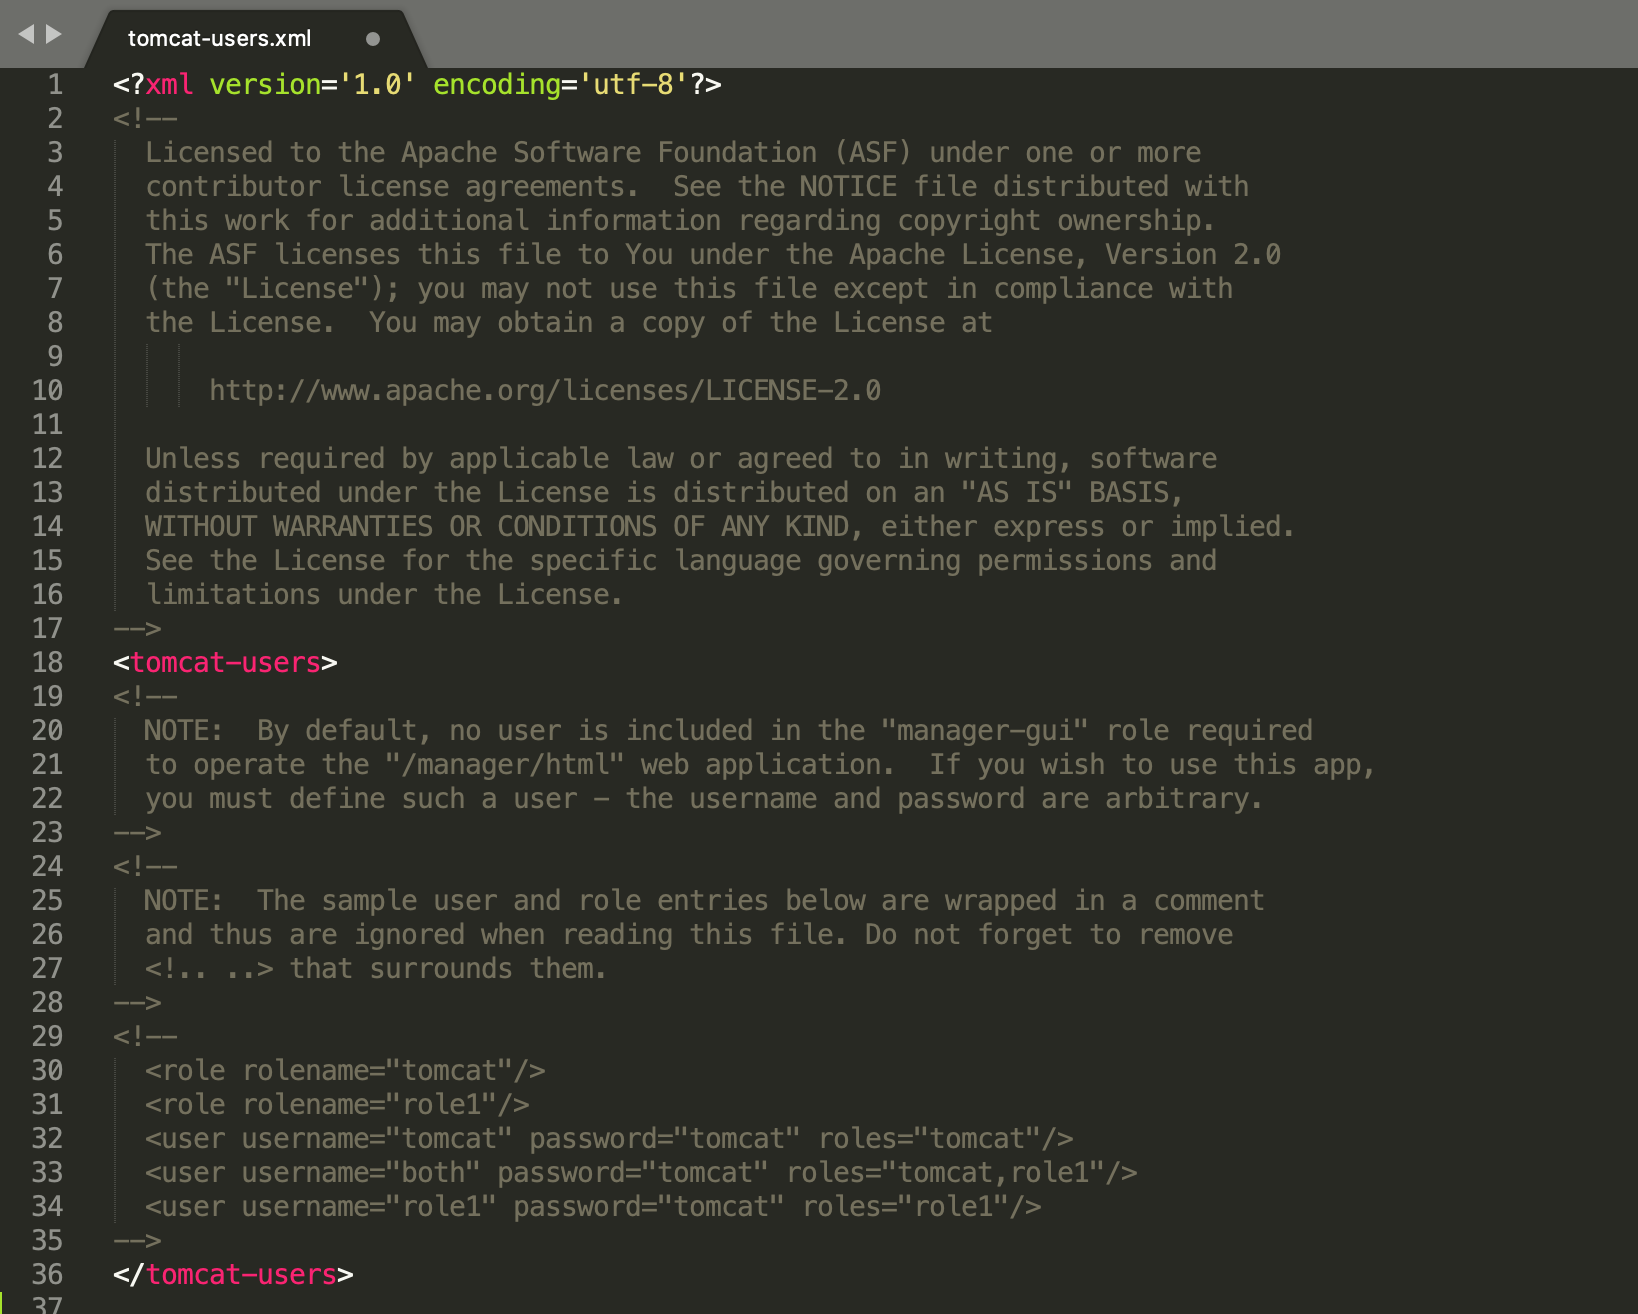 tomcat-users.xml
1 <?xml version='1.0' encoding='utf-8'?>
2 <!--
3   Licensed to the Apache Software Foundation (ASF) under one or more
4   contributor license agreements.  See the NOTICE file distributed with
5   this work for additional information regarding copyright ownership.
6   The ASF licenses this file to You under the Apache License, Version 2.0
7   (the "License"); you may not use this file except in compliance with
8   the License.  You may obtain a copy of the License at
9
10       http://www.apache.org/licenses/LICENSE-2.0
11
12   Unless required by applicable law or agreed to in writing, software
13   distributed under the License is distributed on an "AS IS" BASIS,
14   WITHOUT WARRANTIES OR CONDITIONS OF ANY KIND, either express or implied.
15   See the License for the specific language governing permissions and
16   limitations under the License.
17 -->
18 <tomcat-users>
19 <!--
20   NOTE:  By default, no user is included in the "manager-gui" role required
21   to operate the "/manager/html" web application.  If you wish to use this app,
22   you must define such a user - the username and password are arbitrary.
23 -->
24 <!--
25   NOTE:  The sample user and role entries below are wrapped in a comment
26   and thus are ignored when reading this file. Do not forget to remove
27   <!.. ..> that surrounds them.
28 -->
29 <!--
30   <role rolename="tomcat"/>
31   <role rolename="role1"/>
32   <user username="tomcat" password="tomcat" roles="tomcat"/>
33   <user username="both" password="tomcat" roles="tomcat,role1"/>
34   <user username="role1" password="tomcat" roles="role1"/>
35 -->
36 </tomcat-users>
37